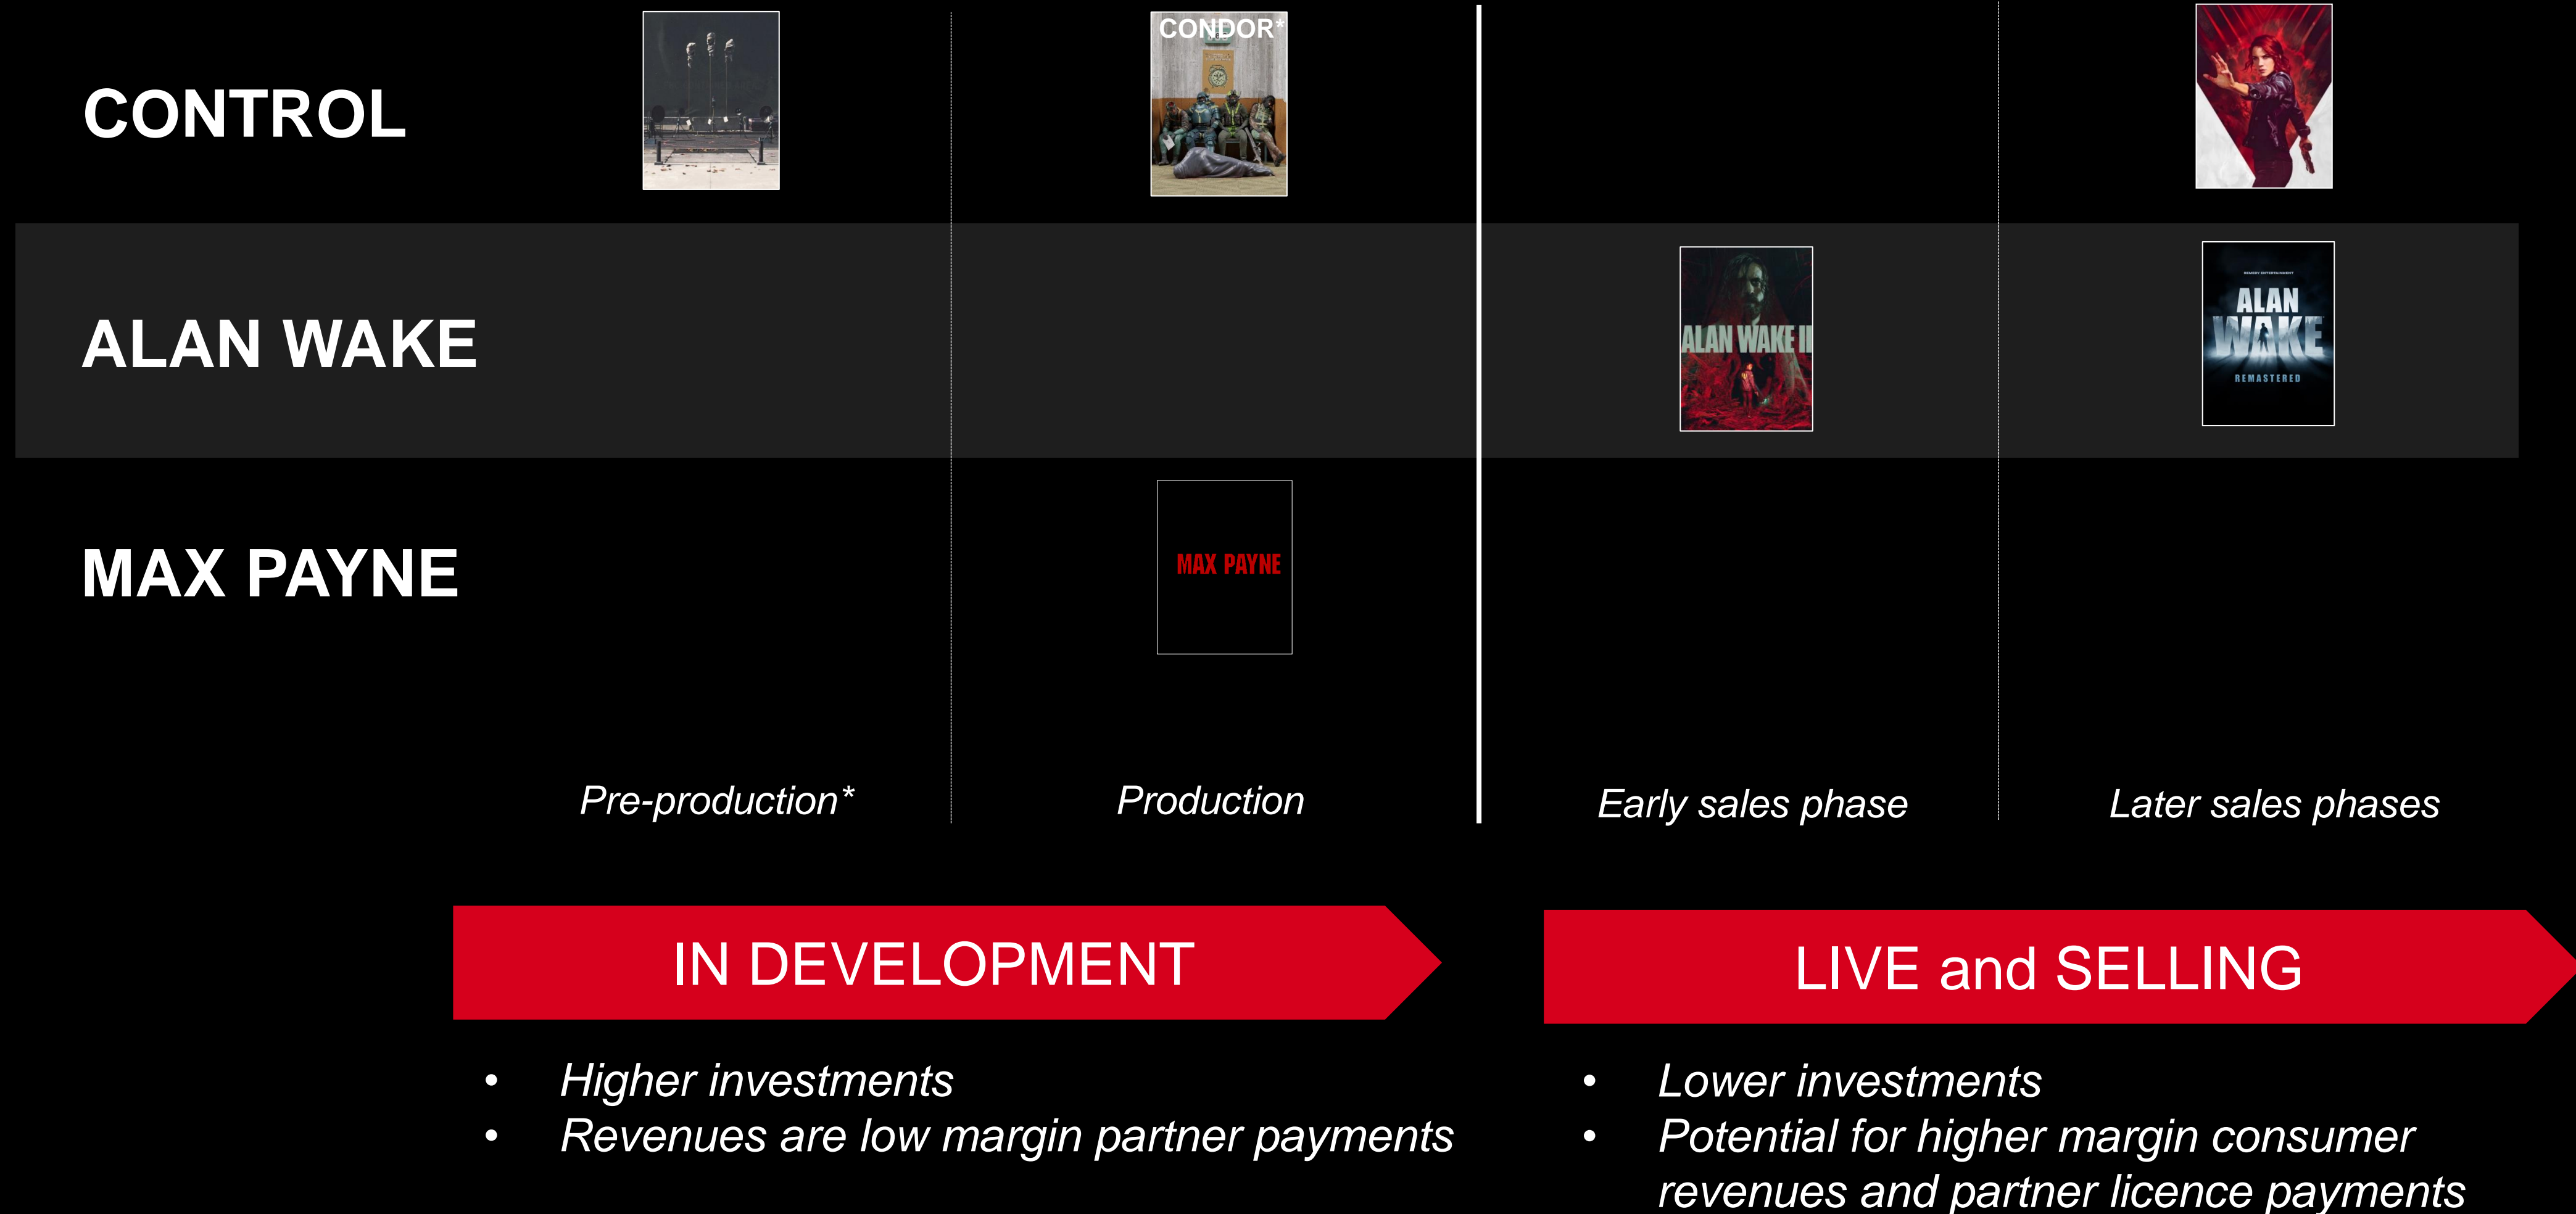 CONDOR*
CONTROL
ALAN WAKE
ALAN WAKE II
REMEDY ENTERTAINMENT
ALAN
WAKE
REMASTERED
MAX PAYNE
MAX PAYNE
Pre-production*
Production
Early sales phase
Later sales phases
IN DEVELOPMENT
LIVE and SELLING
• Higher investments
• Revenues are low margin partner payments
• Lower investments
• Potential for higher margin consumer
revenues and partner licence payments